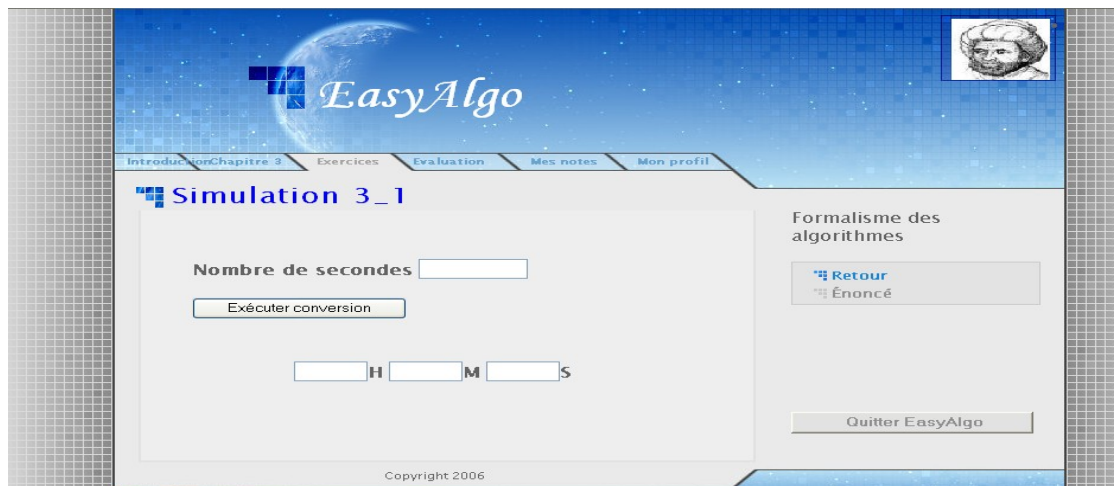 EasyAlgo
Introduction Chapitre 3 Exercices Evaluation Mes notes Mon profil
Simulation 3_1
Formalisme des
algorithmes
Nombre de secondes
Retour
Énoncé
Exécuter conversion
H M S
Quitter EasyAlgo
Copyright 2006